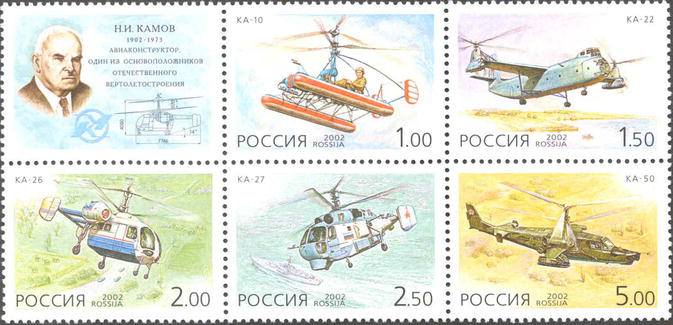 Н.И. КАМОВ
1902-1973
АВИАКОНСТРУКТОР,
ОДИН ИЗ ОСНОВОПОЛОЖНИКОВ
ОТЕЧЕСТВЕННОГО
ВЕРТОЛЕТОСТРОЕНИЯ
КА-10
РОССИЯ 2002 ROSSIJA 1.00
КА-22
РОССИЯ 2002 ROSSIJA 1.50
КА-26
РОССИЯ 2002 ROSSIJA 2.00
КА-27
РОССИЯ 2002 ROSSIJA 2.50
КА-50
РОССИЯ 2002 ROSSIJA 5.00